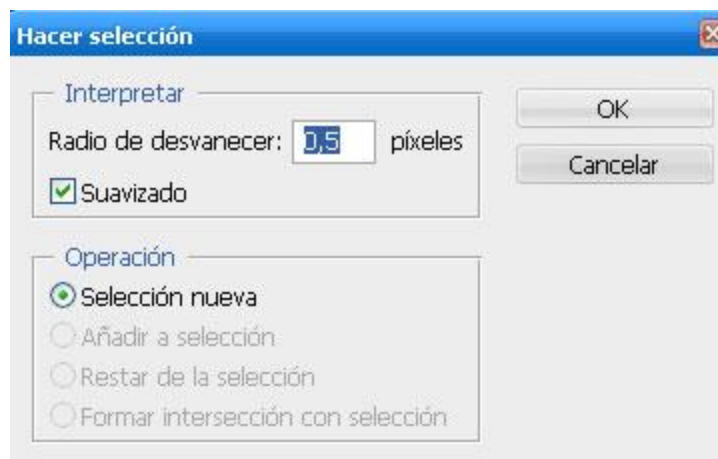 Hacer selección
Interpretar
Radio de desvanecer: 0,5 píxeles
OK
Cancelar
Suavizado
Operación
Selección nueva
Añadir a selección
Restar de la selección
Formar intersección con selección